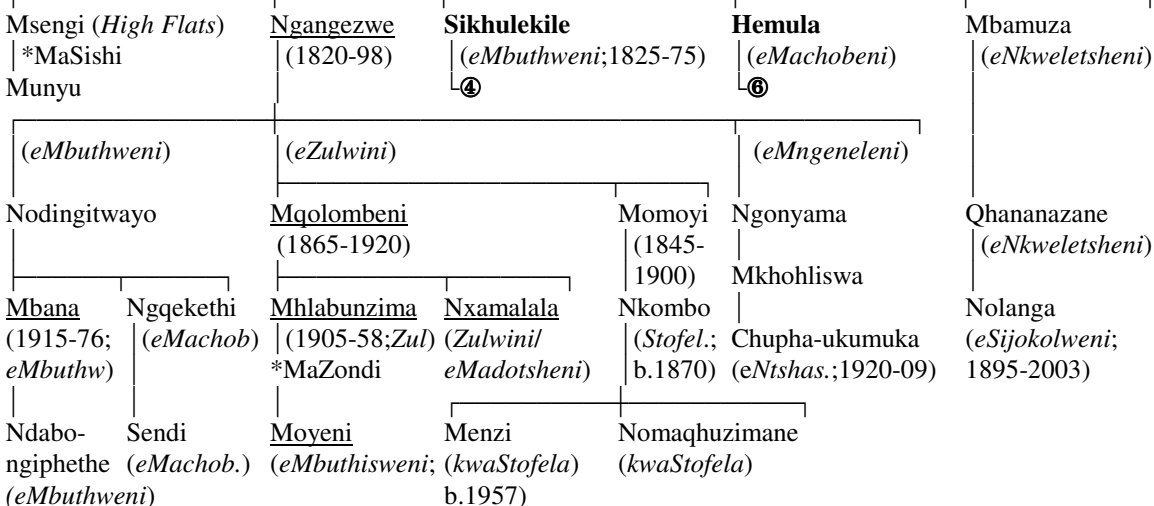 Msengi (High Flats) Ngangezwe Sikhulekile Hemula Mbamuza
*MaSishi (1820-98) (eMbuthweni;1825-75) (eMachobeni) (eNkweletsheni)
Munyu ④ ⑥
(eMbuthweni) (eZulwini) (eMngeneleni)
Nodingitwayo Mqolombeni Momoyi Ngonyama Qhananazane
(1865-1920) (1845- (eNkweletsheni)
1900) Mkhohliswa
Mbana Ngqekethi Mhlabunzima Nxamalala Nkombo Nolanga
(1915-76; (eMachob) (1905-58;Zul) (Zulwini/ (Stofel.; Chupha-ukumuka (eSijokolweni;
eMbuthw) *MaZondi eMadotsheni) b.1870) (eNtshas.;1920-09) 1895-2003)
Ndabo- Sendi Moyeni Menzi Nomaqhuzimane
ngiphethe (eMachob.) (eMbuthisweni; (kwaStofela) (kwaStofela)
(eMbuthweni) b.1957)